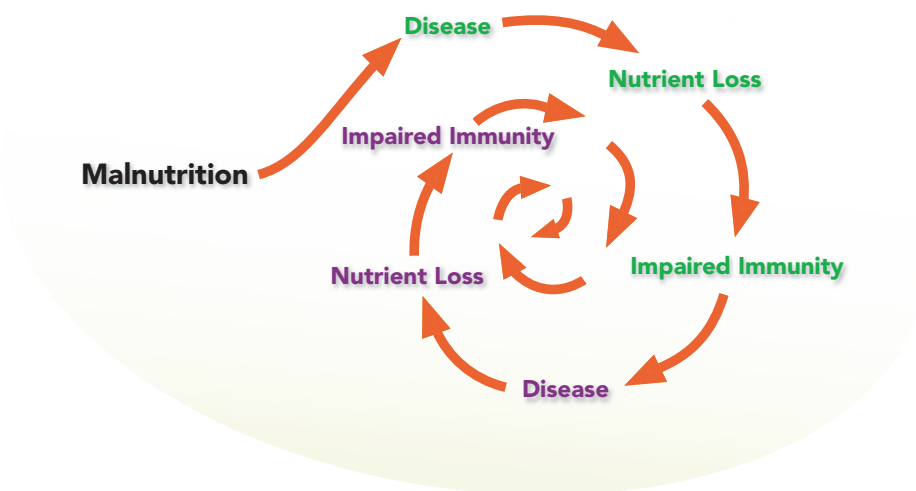 Malnutrition
Disease
Nutrient Loss
Impaired Immunity
Disease
Nutrient Loss
Impaired Immunity